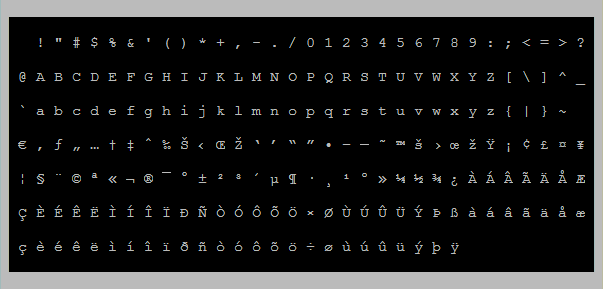 ! " # $ % & ' ( ) * + , - . / 0 1 2 3 4 5 6 7 8 9 : ; < = > ?
@ A B C D E F G H I J K L M N O P Q R S T U V W X Y Z [ \ ] ^ _
` a b c d e f g h i j k l m n o p q r s t u v w x y z { | } ~
€ ‚ ƒ „ … † ‡ ˆ ‰ Š ‹ Œ Ž ‘ ’ “ ” • – — ˜ ™ š › œ ž Ÿ ¡ ¢ £ ¤ ¥
¦ § ¨ © ª « ¬ ® ¯ ° ± ² ³ ´ µ ¶ · ¸ ¹ º » ¼ ½ ¾ ¿ À Á Â Ã Ä Å Æ
Ç È É Ê Ë Ì Í Î Ï Ð Ñ Ò Ó Ô Õ Ö × Ø Ù Ú Û Ü Ý Þ ß à á â ã ä å æ
ç è é ê ë ì í î ï ð ñ ò ó ô õ ö ÷ ø ù ú û ü ý þ ÿ